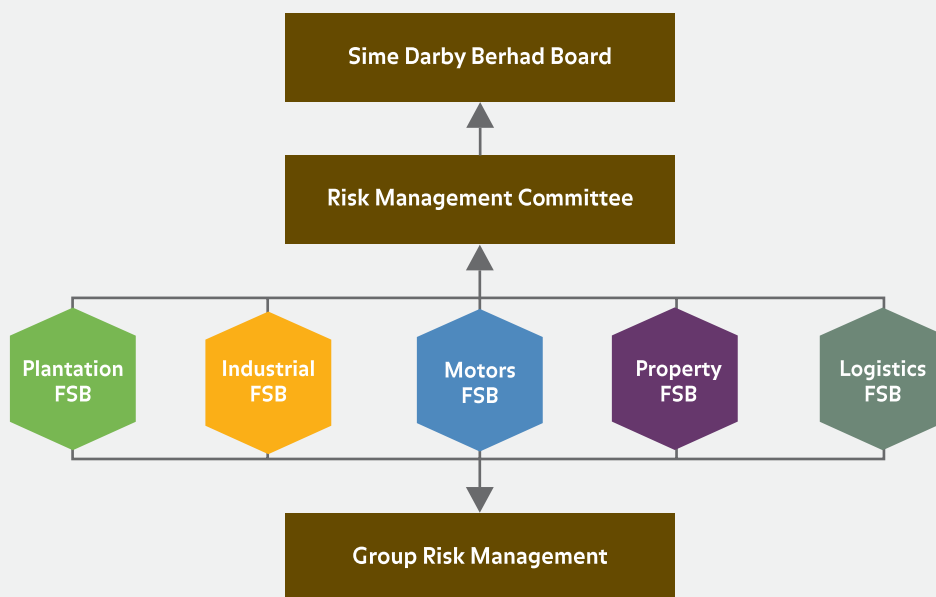 Sime Darby Berhad Board
Risk Management Committee
Plantation
FSB
Industrial
FSB
Motors
FSB
Property
FSB
Logistics
FSB
Group Risk Management